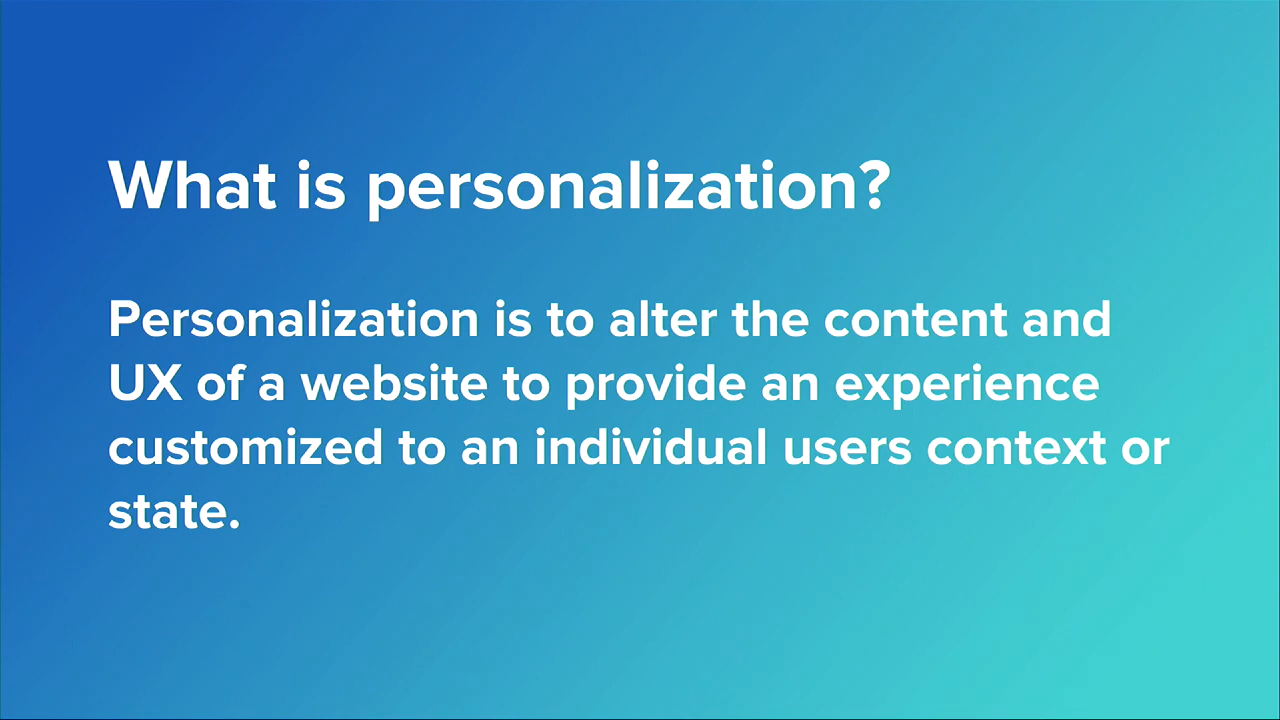 What is personalization?
Personalization is to alter the content and
UX of a website to provide an experience
customized to an individual users context or
state.